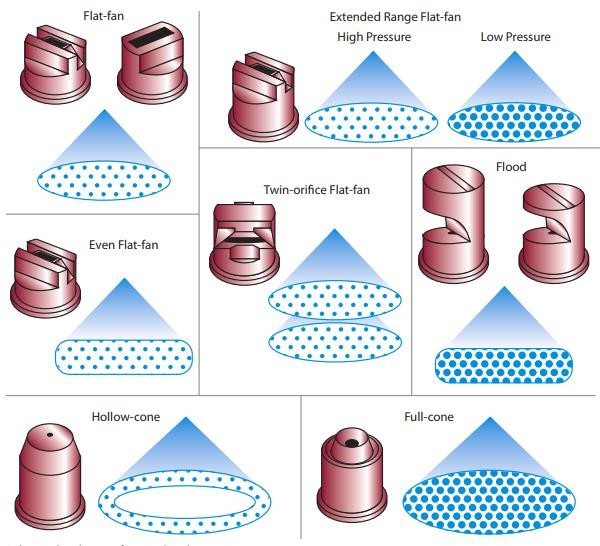 Flat-fan
Extended Range Flat-fan
High Pressure
Low Pressure
Twin-orifice Flat-fan
Flood
Even Flat-fan
Hollow-cone
Full-cone